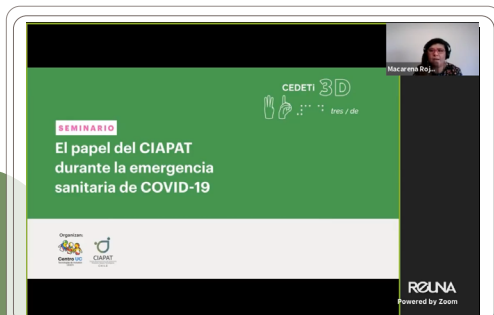 Macarena Roj...
CEDETi 3D
tres / de
SEMINARIO
El papel del CIAPAT
durante la emergencia
sanitaria de COVID-19
Organizan:
Centro UC
CIAPAT
REUNA
Powered by Zoom